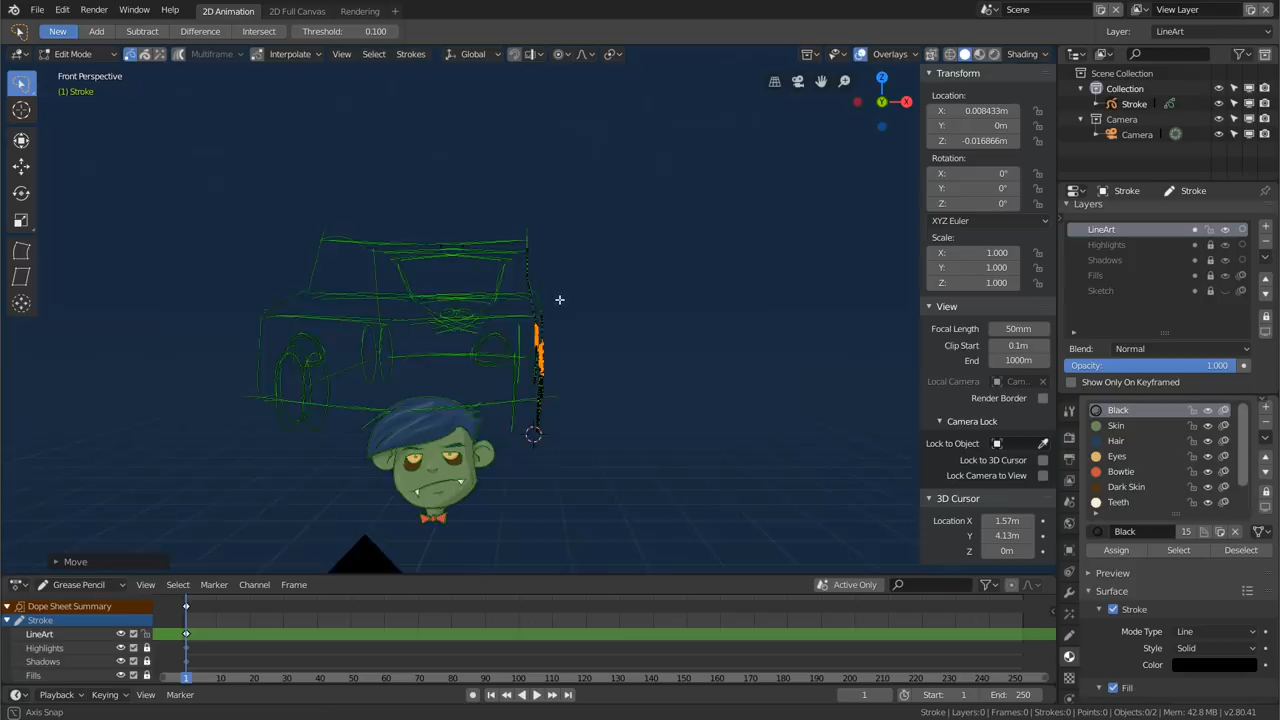 File Edit Render Window Help 2D Animation 2D Full Canvas Rendering + Scene View Layer
New Add Subtract Difference Intersect Threshold: 0.100 Layer: LineArt
Edit Mode Multiframe Interpolate View Select Strokes Global Overlays Shading
Front Perspective
(1) Stroke
Z
Y
X
Transform
Location:
X: 0.008433m
Y: 0m
Z: -0.016866m
Rotation:
X: 0°
Y: 0°
Z: 0°
XYZ Euler
Scale:
X: 1.000
Y: 1.000
Z: 1.000
View
Focal Length 50mm
Clip Start 0.1m
End 1000m
Local Camera Cam...
Render Border
Camera Lock
Lock to Object
Lock to 3D Cursor
Lock Camera to View
3D Cursor
Location X 1.57m
Y 4.13m
Z 0m
Scene Collection
Collection
Stroke
Camera
Camera
Stroke Stroke
Layers
LineArt
Highlights
Shadows
Fills
Sketch
Blend: Normal
Opacity: 1.000
Show Only On Keyframed
Black
Skin
Hair
Eyes
Bowtie
Dark Skin
Teeth
Black 15
Assign Select Deselect
Preview
Surface
Stroke
Mode Type Line
Style Solid
Color
Fill
Move
Grease Pencil View Select Marker Channel Frame Active Only
Dope Sheet Summary
Stroke
LineArt
Highlights
Shadows
Fills
1 10 20 30 40 50 60 70 80 90 100 110 120 130 140 150 160 170 180 190 200 210 220 230 240 250
Playback Keying View Marker 1 Start: 1 End: 250
Axis Snap Stroke | Layers:0 | Frames:0 | Strokes:0 | Points:0 | Objects:0/2 | Mem: 42.8 MB | v2.80.41